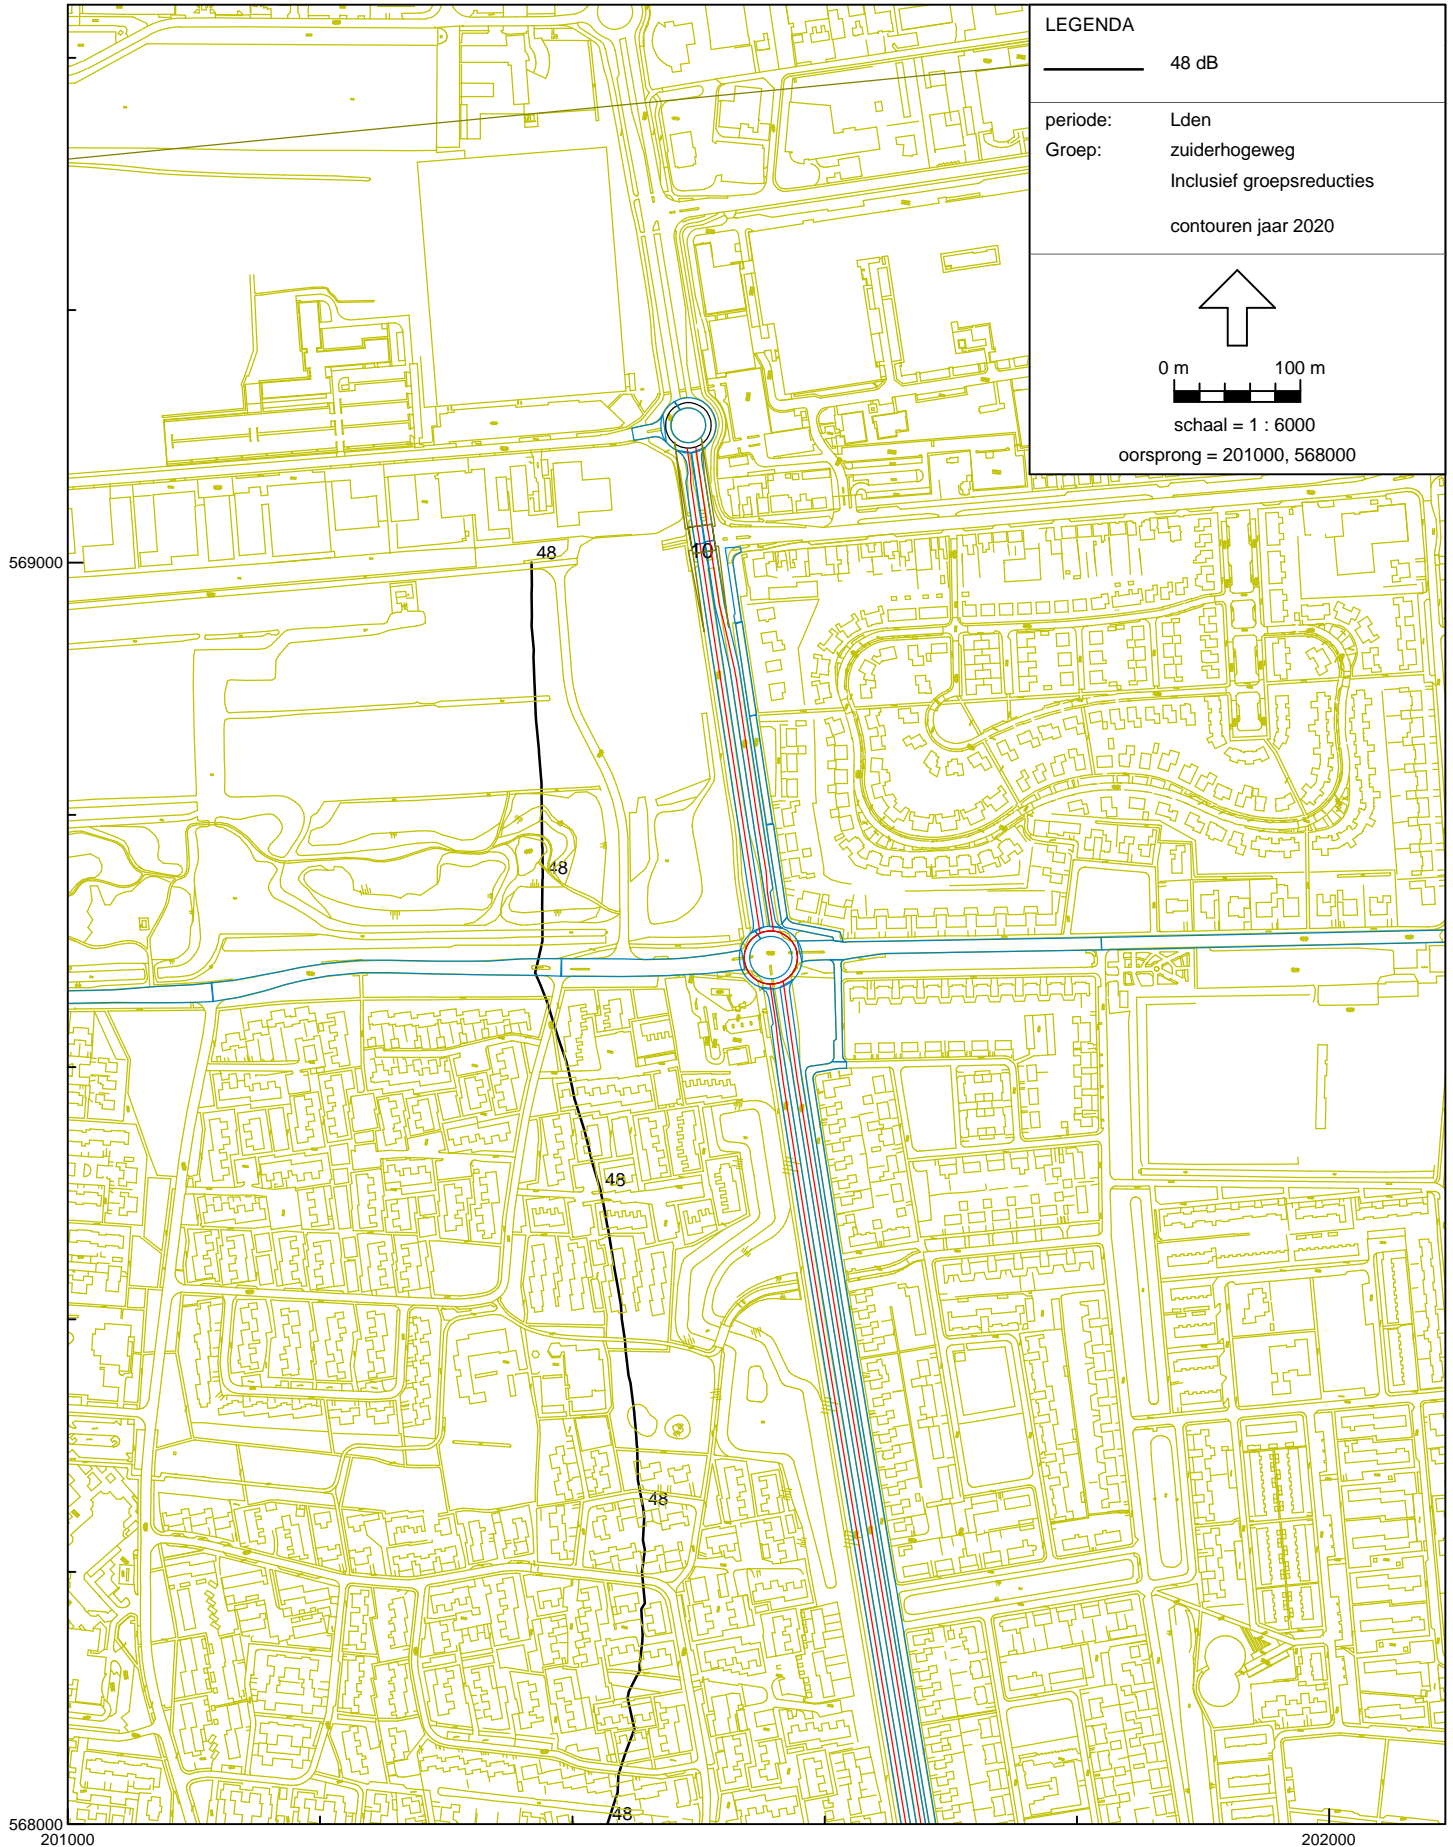 LEGENDA
48 dB
periode: Lden
Groep: zuiderhogeweg
Inclusief groepsreducties
contouren jaar 2020
0 m 100 m
schaal = 1 : 6000
oorsprong = 201000, 568000
48
10
569000
48
48
48
48
568000
201000
202000